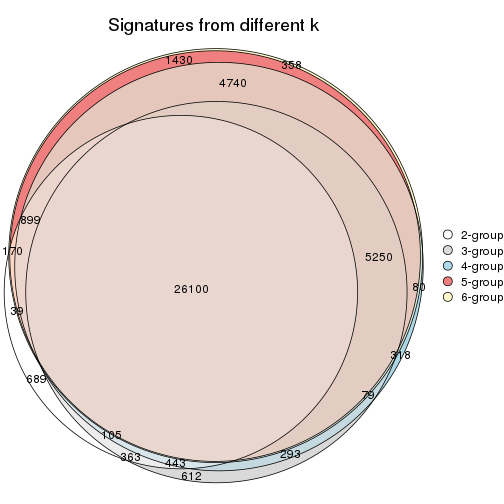 Signatures from different k
1430
358
4740
899
170
5250
26100
80
39
318
689
79
105
363
443
293
612
2-group
3-group
4-group
5-group
6-group